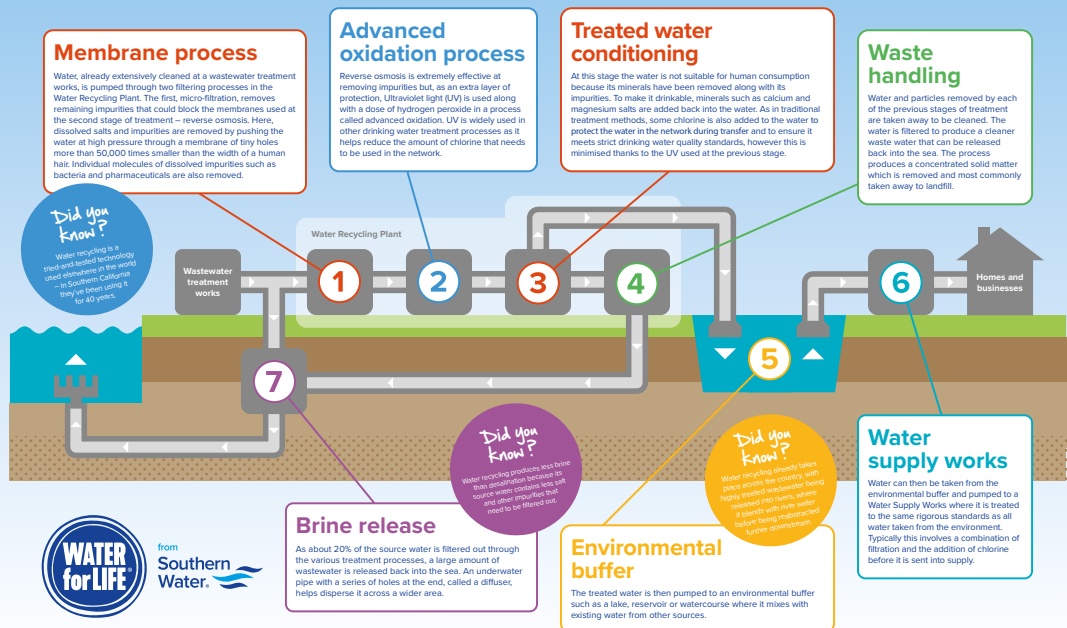 Membrane process
Water, already extensively cleaned at a wastewater treatment
works, is pumped through two filtering processes in the
Water Recycling Plant. The first, micro-filtration, removes
remaining impurities that could block the membranes used at
the second stage of treatment – reverse osmosis. Here,
dissolved salts and impurities are removed by pushing the
water at high pressure through a membrane of tiny holes
more than 50,000 times smaller than the width of a human
hair. Individual molecules of dissolved impurities such as
bacteria and pharmaceuticals are also removed.
Advanced
oxidation process
Reverse osmosis is extremely effective at
removing impurities but, as an extra layer of
protection, Ultraviolet light (UV) is used along
with a dose of hydrogen peroxide in a process
called advanced oxidation. UV is widely used in
other drinking water treatment processes as it
helps reduce the amount of chlorine that needs
to be used in the network.
Treated water
conditioning
At this stage the water is not suitable for human consumption
because its minerals have been removed along with its
impurities. To make it drinkable, minerals such as calcium and
magnesium salts are added back into the water. As in traditional
treatment methods, some chlorine is also added to the water to
protect the water in the network during transfer and to ensure it
meets strict drinking water quality standards, however this is
minimised thanks to the UV used at the previous stage.
Waste
handling
Water and particles removed by each
of the previous stages of treatment
are taken away to be cleaned. The
water is filtered to produce a cleaner
waste water that can be released
back into the sea. The process
produces a concentrated solid matter
which is removed and most commonly
taken away to landfill.
Did you
know?
Water recycling is a
tried-and-tested technology
used elsewhere in the world
– in Southern California
they've been using it
for 40 years.
Water Recycling Plant
Wastewater
treatment
works
1
2
3
4
6
Homes and
businesses
5
7
Did you
know?
Water recycling produces less brine
than desalination because its
source water contains less salt
and other impurities that
need to be filtered out.
Did you
know?
Water recycling already takes
place across the country, with
highly treated wastewater being
released into rivers, where
it blends with river water
before being reabstracted
further downstream.
Water
supply works
Water can then be taken from the
environmental buffer and pumped to a
Water Supply Works where it is treated
to the same rigorous standards as all
water taken from the environment.
Typically this involves a combination of
filtration and the addition of chlorine
before it is sent into supply.
Brine release
As about 20% of the source water is filtered out through
the various treatment processes, a large amount of
wastewater is released back into the sea. An underwater
pipe with a series of holes at the end, called a diffuser,
helps disperse it across a wider area.
Environmental
buffer
The treated water is then pumped to an environmental buffer
such as a lake, reservoir or watercourse where it mixes with
existing water from other sources.
WATER
for LIFE®
from
Southern
Water®